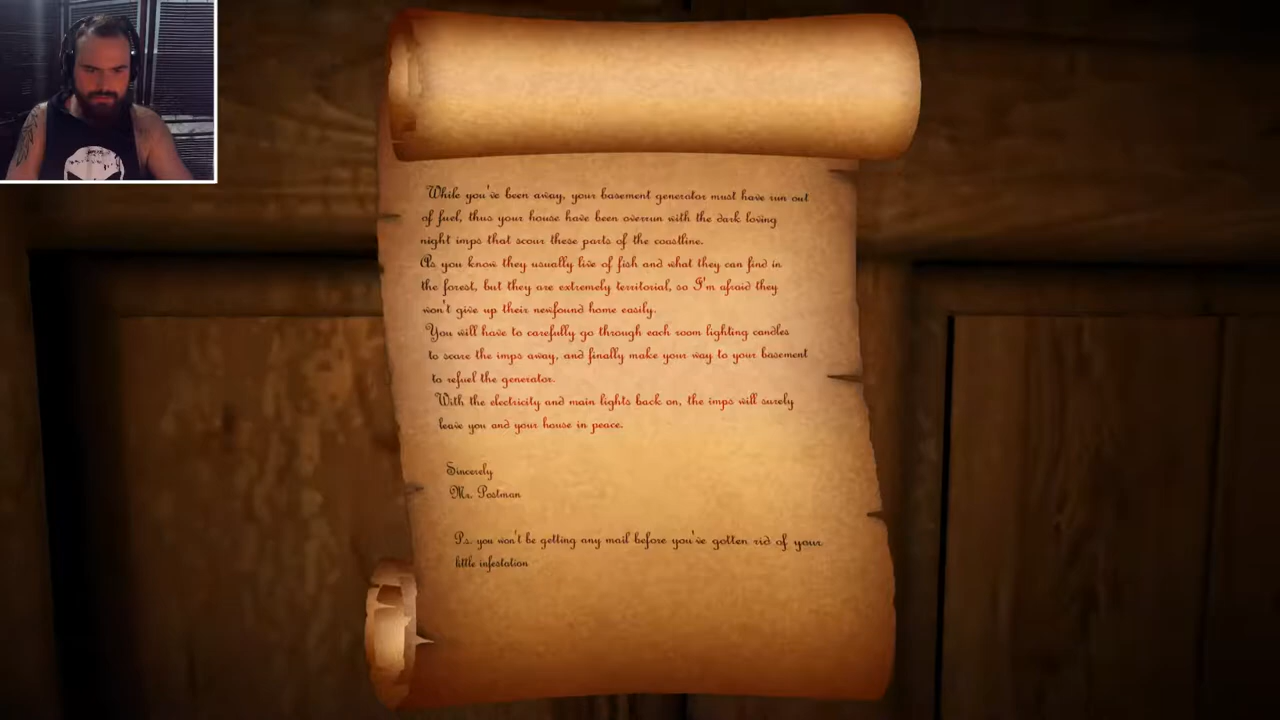 While you've been away, your basement generator must have run out
of fuel, thus your house have been overrun with the dark loving
night imps that scour these parts of the coastline.
As you know they usually live of fish and what they can find in
the forest, but they are extremely territorial, so I'm afraid they
won't give up their newfound home easily.
You will have to carefully go through each room lighting candles
to scare the imps away, and finally make your way to your basement
to refuel the generator.
With the electricity and main lights back on, the imps will surely
leave you and your house in peace.
Sincerely
Mr. Postman
Ps. you won't be getting any mail before you've gotten rid of your
little infestation